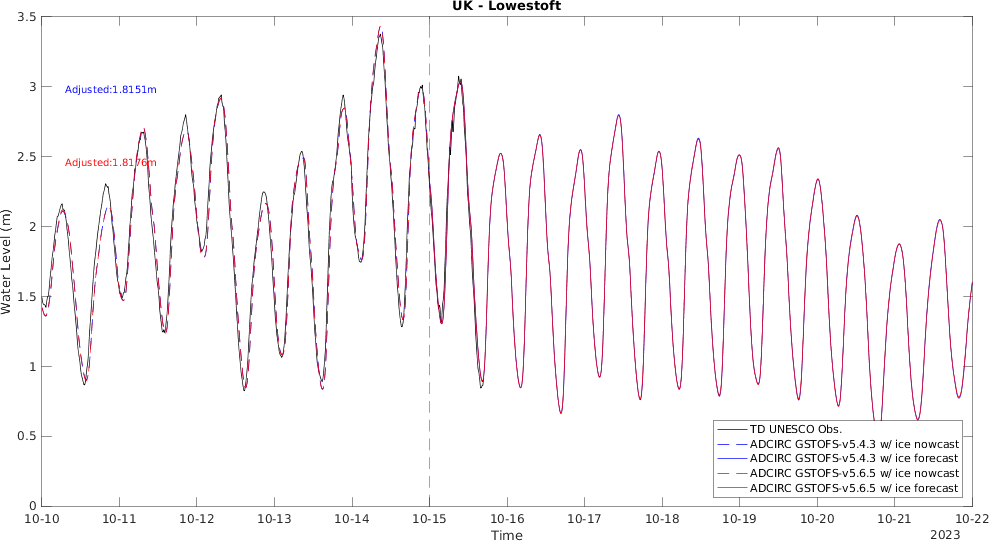 UK - Lowestoft
3.5
3
2.5
2
1.5
1
0.5
0
Water Level (m)
Adjusted:1.8151m
Adjusted:1.8176m
TD UNESCO Obs.
ADCIRC GSTOFS-v5.4.3 w/ ice nowcast
ADCIRC GSTOFS-v5.4.3 w/ ice forecast
ADCIRC GSTOFS-v5.6.5 w/ ice nowcast
ADCIRC GSTOFS-v5.6.5 w/ ice forecast
10-10 10-11 10-12 10-13 10-14 10-15 10-16 10-17 10-18 10-19 10-20 10-21 10-22
Time
2023